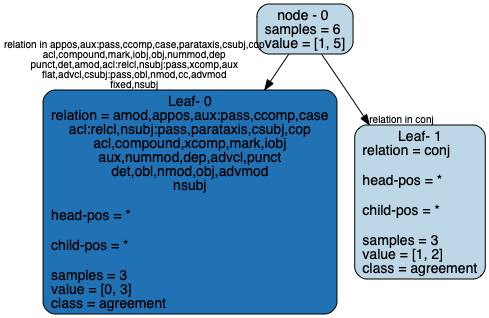 node - 0
samples = 6
value = [1, 5]
relation in appos,aux:pass,ccomp,case,parataxis,csubj,cop
acl,compound,mark,iobj,obj,nummod,dep
punct,det,amod,acl:relcl,nsubj:pass,xcomp,aux
flat,advcl,csubj:pass,obl,nmod,cc,advmod
fixed,nsubj
relation in conj
Leaf- 0
relation = amod,appos,aux:pass,ccomp,case
acl:relcl,nsubj:pass,parataxis,csubj,cop
acl,compound,xcomp,mark,iobj
aux,nummod,dep,advcl,punct
det,obl,nmod,obj,advmod
nsubj
head-pos = *
child-pos = *
samples = 3
value = [0, 3]
class = agreement
Leaf- 1
relation = conj
head-pos = *
child-pos = *
samples = 3
value = [1, 2]
class = agreement